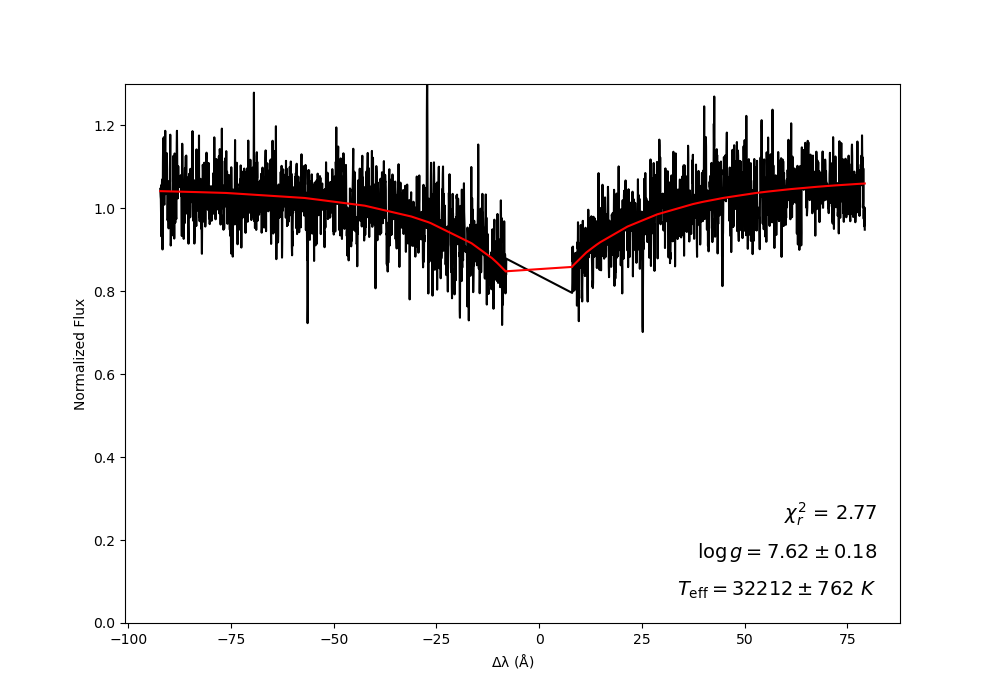 1.2
1.0
0.8
0.6
0.4
0.2
0.0
Normalized Flux
χ²ᵣ = 2.77
log g = 7.62 ± 0.18
T_eff = 32212 ± 762 K
−100 −75 −50 −25 0 25 50 75
Δλ (Å)